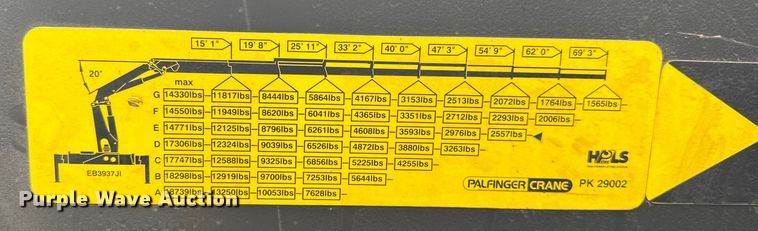 15' 1" 19' 8" 25' 11" 33' 2" 40' 0" 47' 3" 54' 9" 62' 0" 69' 3"
20°
max
G 14330lbs 11817lbs 8444lbs 5864lbs 4167lbs 3153lbs 2513lbs 2072lbs 1764lbs 1565lbs
F 14550lbs 11949lbs 8620lbs 6041lbs 4365lbs 3351lbs 2712lbs 2293lbs 2006lbs
E 14771lbs 12125lbs 8796lbs 6261lbs 4608lbs 3593lbs 2976lbs 2557lbs
D 17306lbs 12324lbs 9039lbs 6526lbs 4872lbs 3880lbs 3263lbs
C 17747lbs 12588lbs 9325lbs 6856lbs 5225lbs 4255lbs
B 18298lbs 12919lbs 9700lbs 7253lbs 5644lbs
A 18739lbs 13250lbs 10053lbs 7628lbs
EB3937JI
HPLS
PALFINGER CRANE PK 29002
Purple Wave Auction